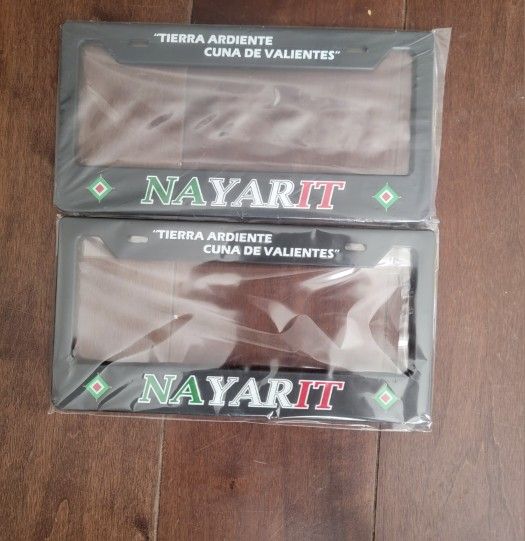 "TIERRA ARDIENTE
CUNA DE VALIENTES"
NAYARIT
"TIERRA ARDIENTE
CUNA DE VALIENTES"
NAYARIT